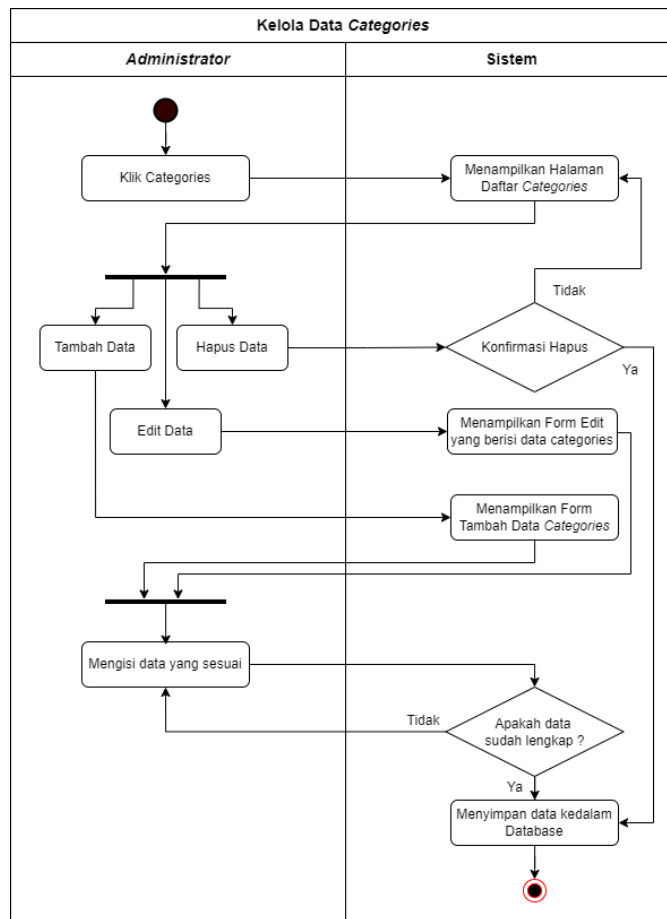 Kelola Data Categories
Administrator
Sistem
Klik Categories
Menampilkan Halaman
Daftar Categories
Tidak
Tambah Data
Hapus Data
Konfirmasi Hapus
Ya
Edit Data
Menampilkan Form Edit
yang berisi data categories
Menampilkan Form
Tambah Data Categories
Mengisi data yang sesuai
Tidak
Apakah data
sudah lengkap ?
Ya
Menyimpan data kedalam
Database